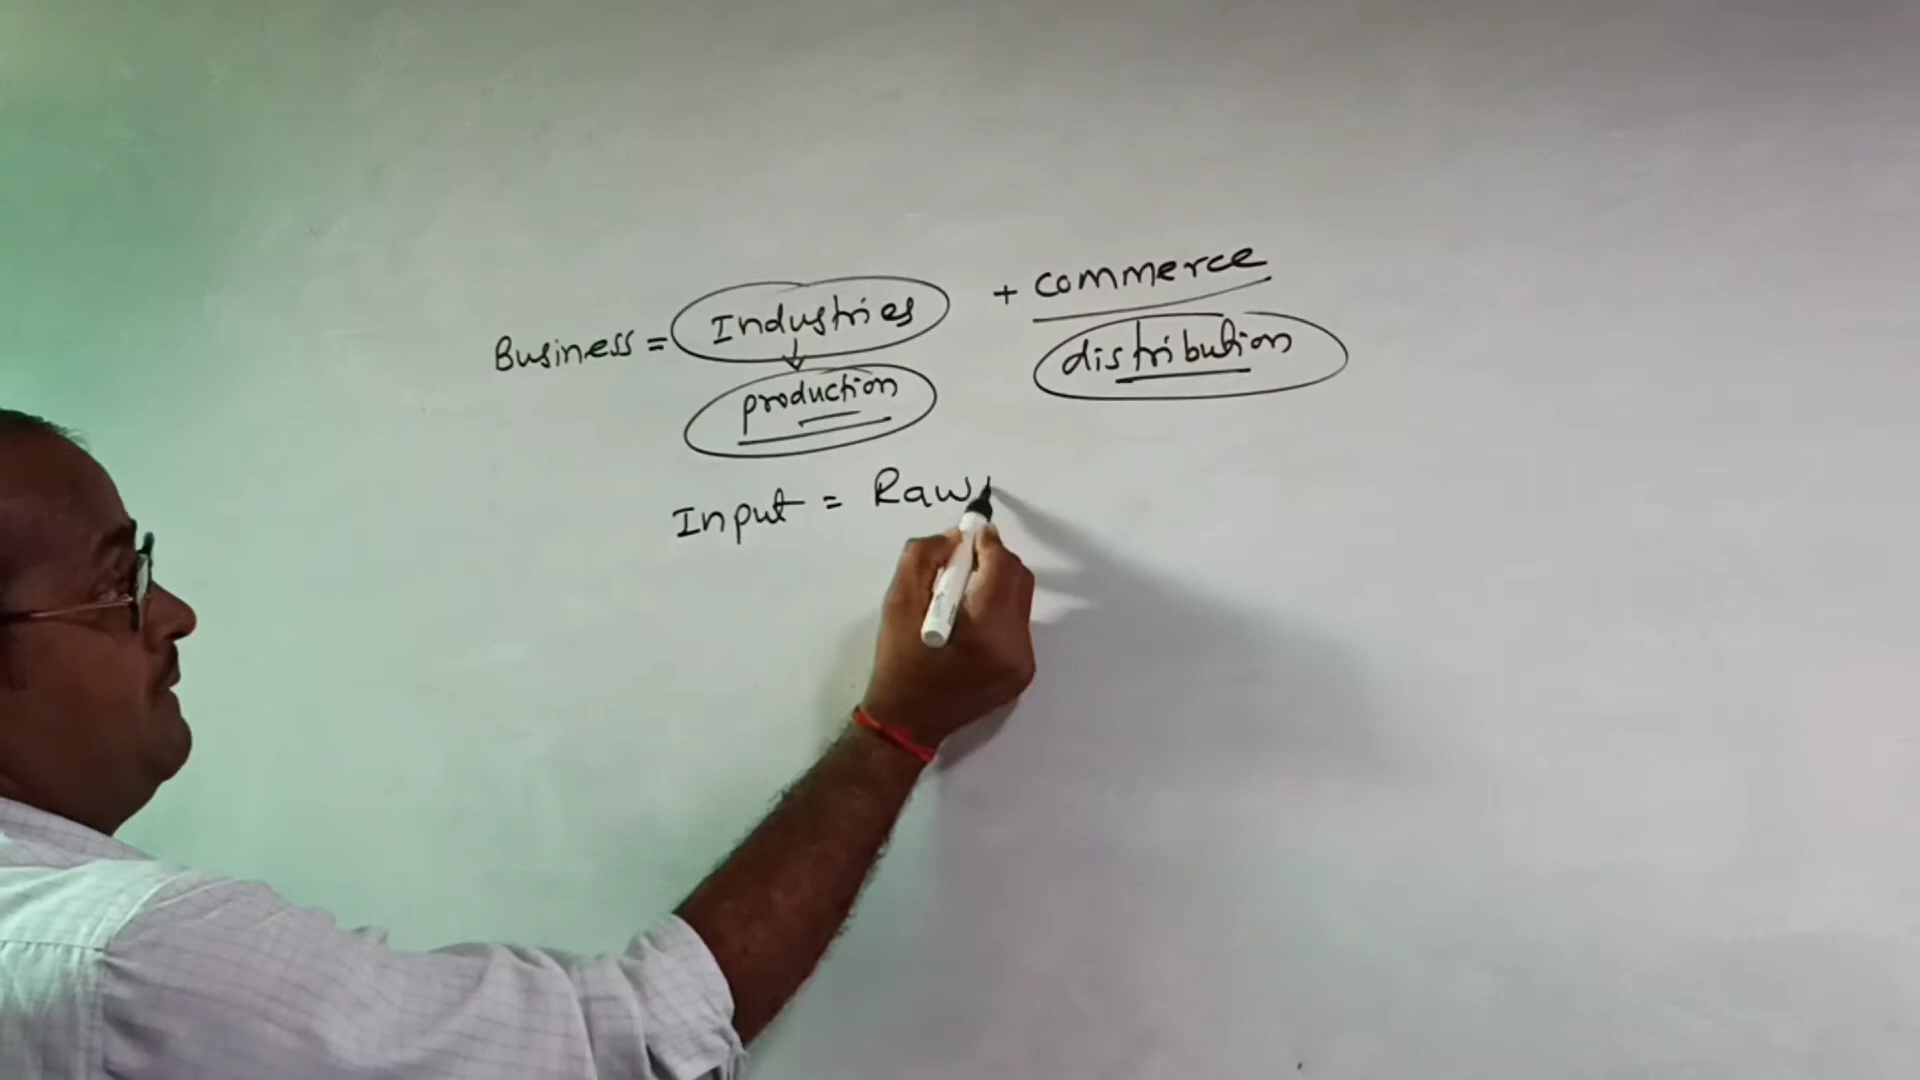 Business = Industries + commerce
production distribution
Input = Raw